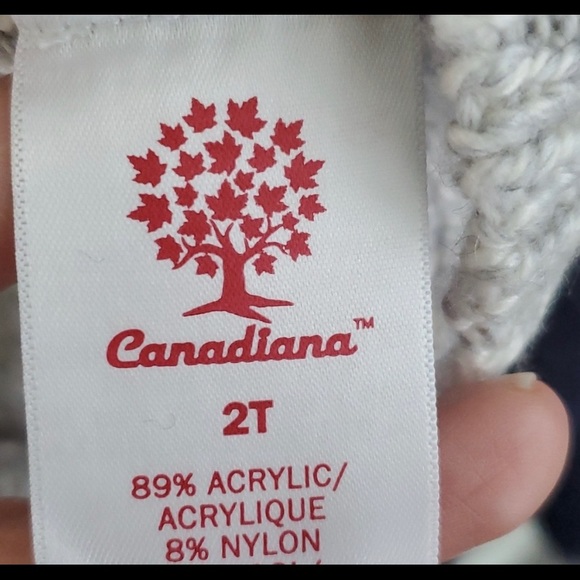 Canadiana™
2T
89% ACRYLIC/
ACRYLIQUE
8% NYLON